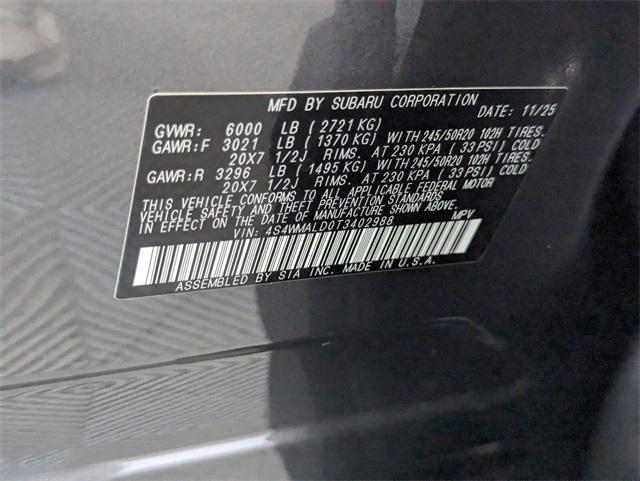 MFD BY SUBARU CORPORATION DATE: 11/25
GVWR: 6000 LB ( 2721 KG)
GAWR:F 3021 LB ( 1370 KG) WITH 245/50R20 102H TIRES.
20X7 1/2J RIMS. AT 230 KPA ( 33 PSI) COLD
GAWR:R 3296 LB ( 1495 KG) WITH 245/50R20 102H TIRES.
20X7 1/2J RIMS. AT 230 KPA ( 33 PSI) COLD
THIS VEHICLE CONFORMS TO ALL APPLICABLE FEDERAL MOTOR
VEHICLE SAFETY AND THEFT PREVENTION STANDARDS
IN EFFECT ON THE DATE OF MANUFACTURE SHOWN ABOVE.
VIN: 4S4WMALD0T3402998 MPV
ASSEMBLED BY SIA INC. MADE IN U.S.A.